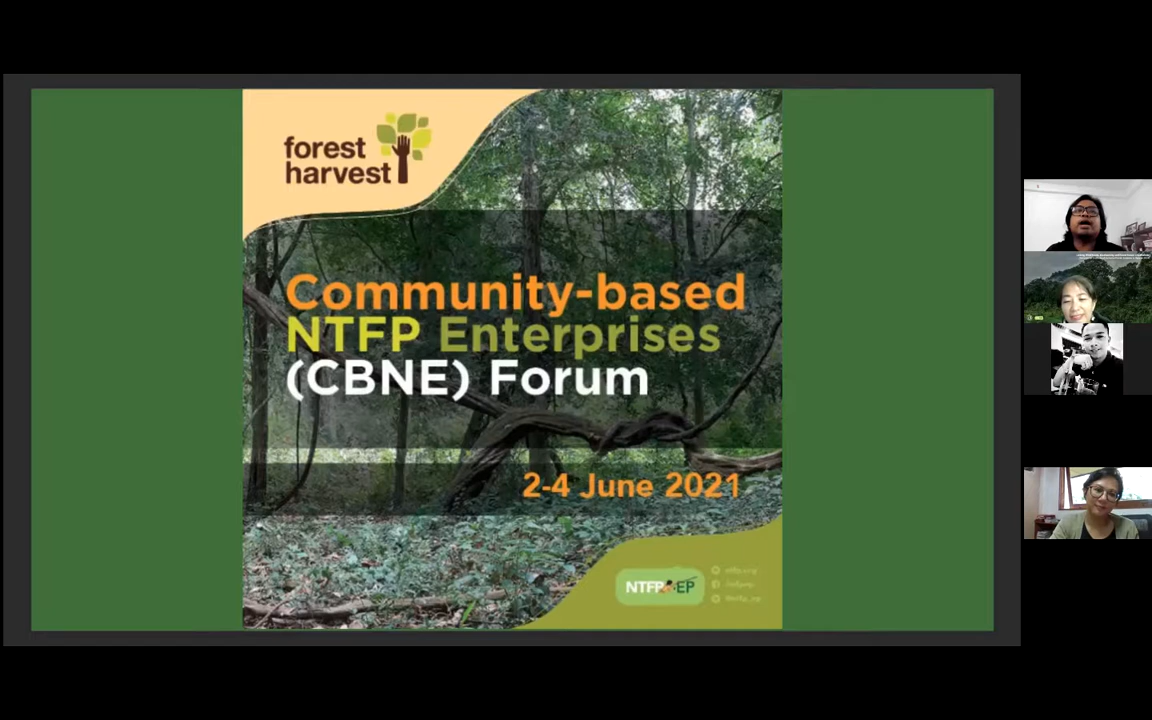 forest
harvest
Community-based
NTFP Enterprises
(CBNE) Forum
2-4 June 2021
NTFP EP